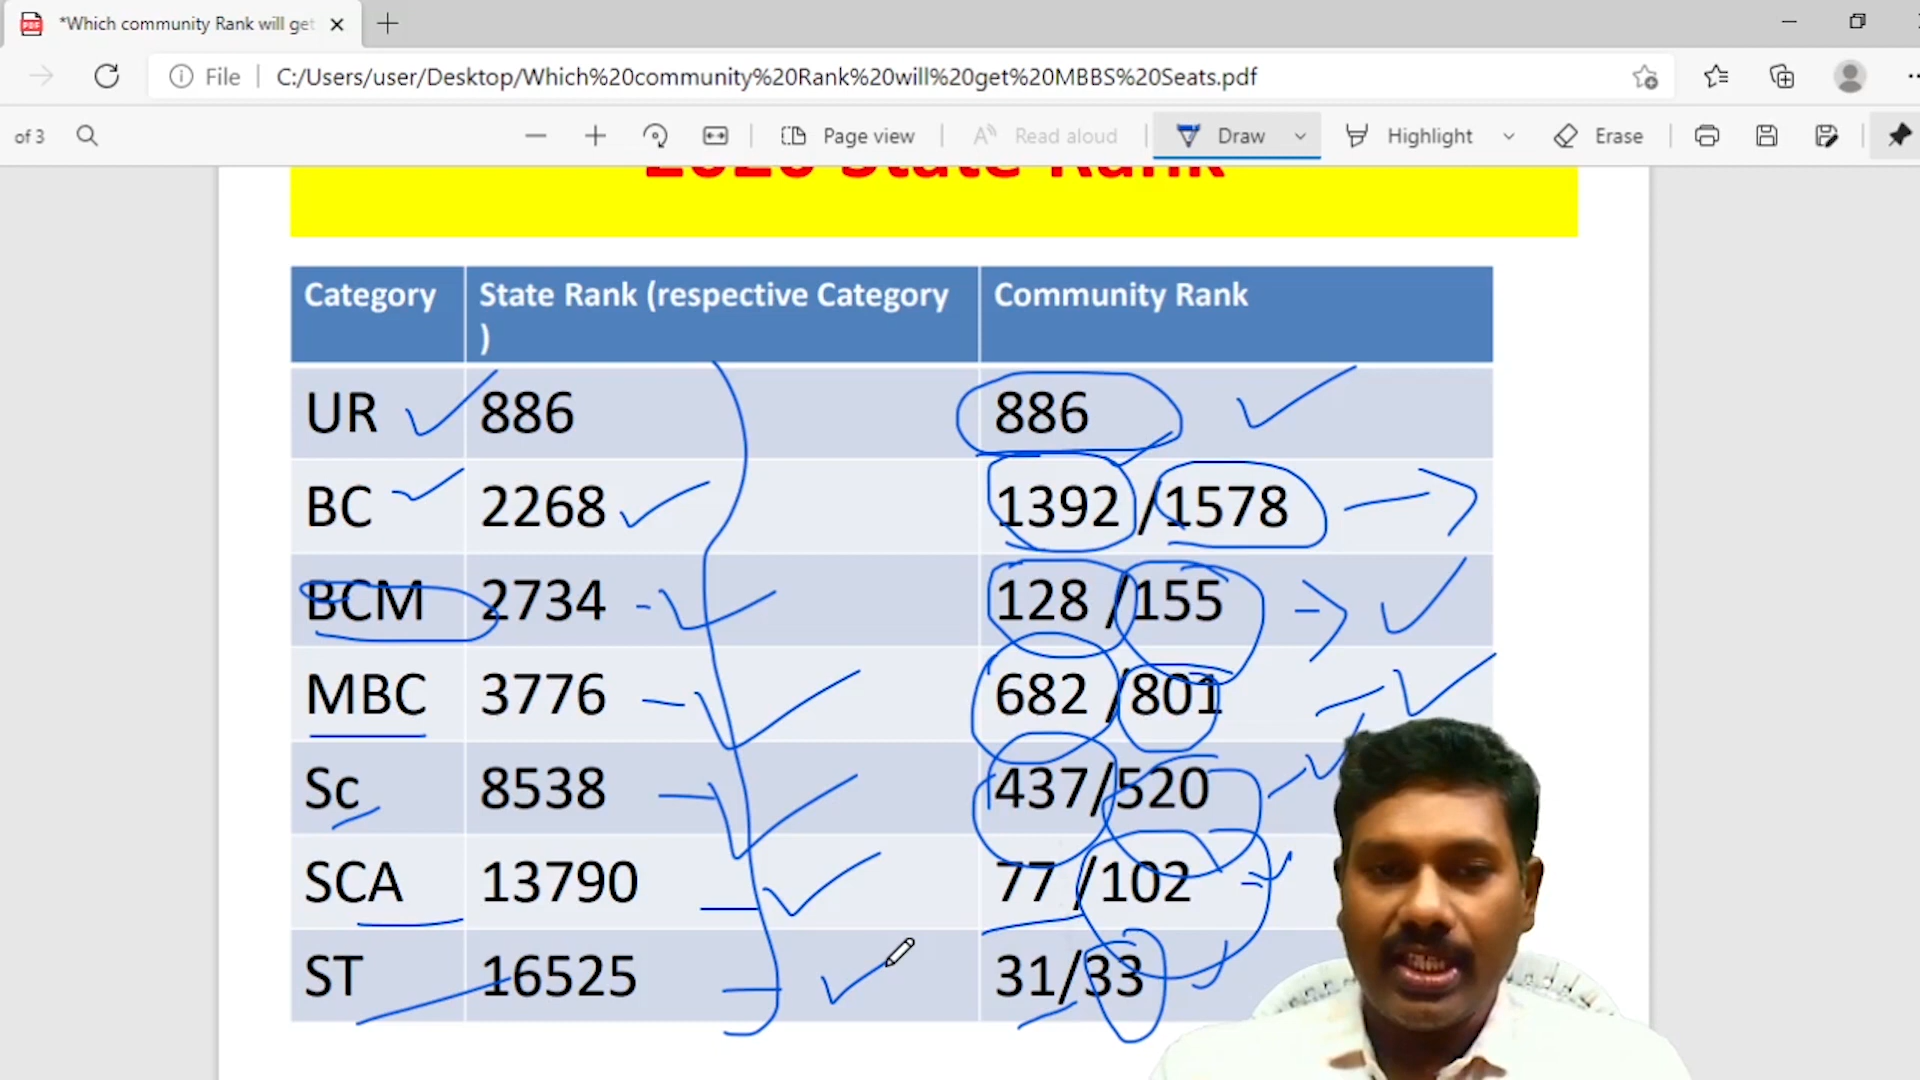 *Which community Rank will get
File
C:/Users/user/Desktop/Which%20community%20Rank%20will%20get%20MBBS%20Seats.pdf
of 3
Page view
Read aloud
Draw
Highlight
Erase
2020 State Rank
Category State Rank (respective Category ) Community Rank
UR 886 886
BC 2268 1392 /1578
BCM 2734 128 /155
MBC 3776 682 /801
Sc 8538 437/520
SCA 13790 77 /102
ST 16525 31/33